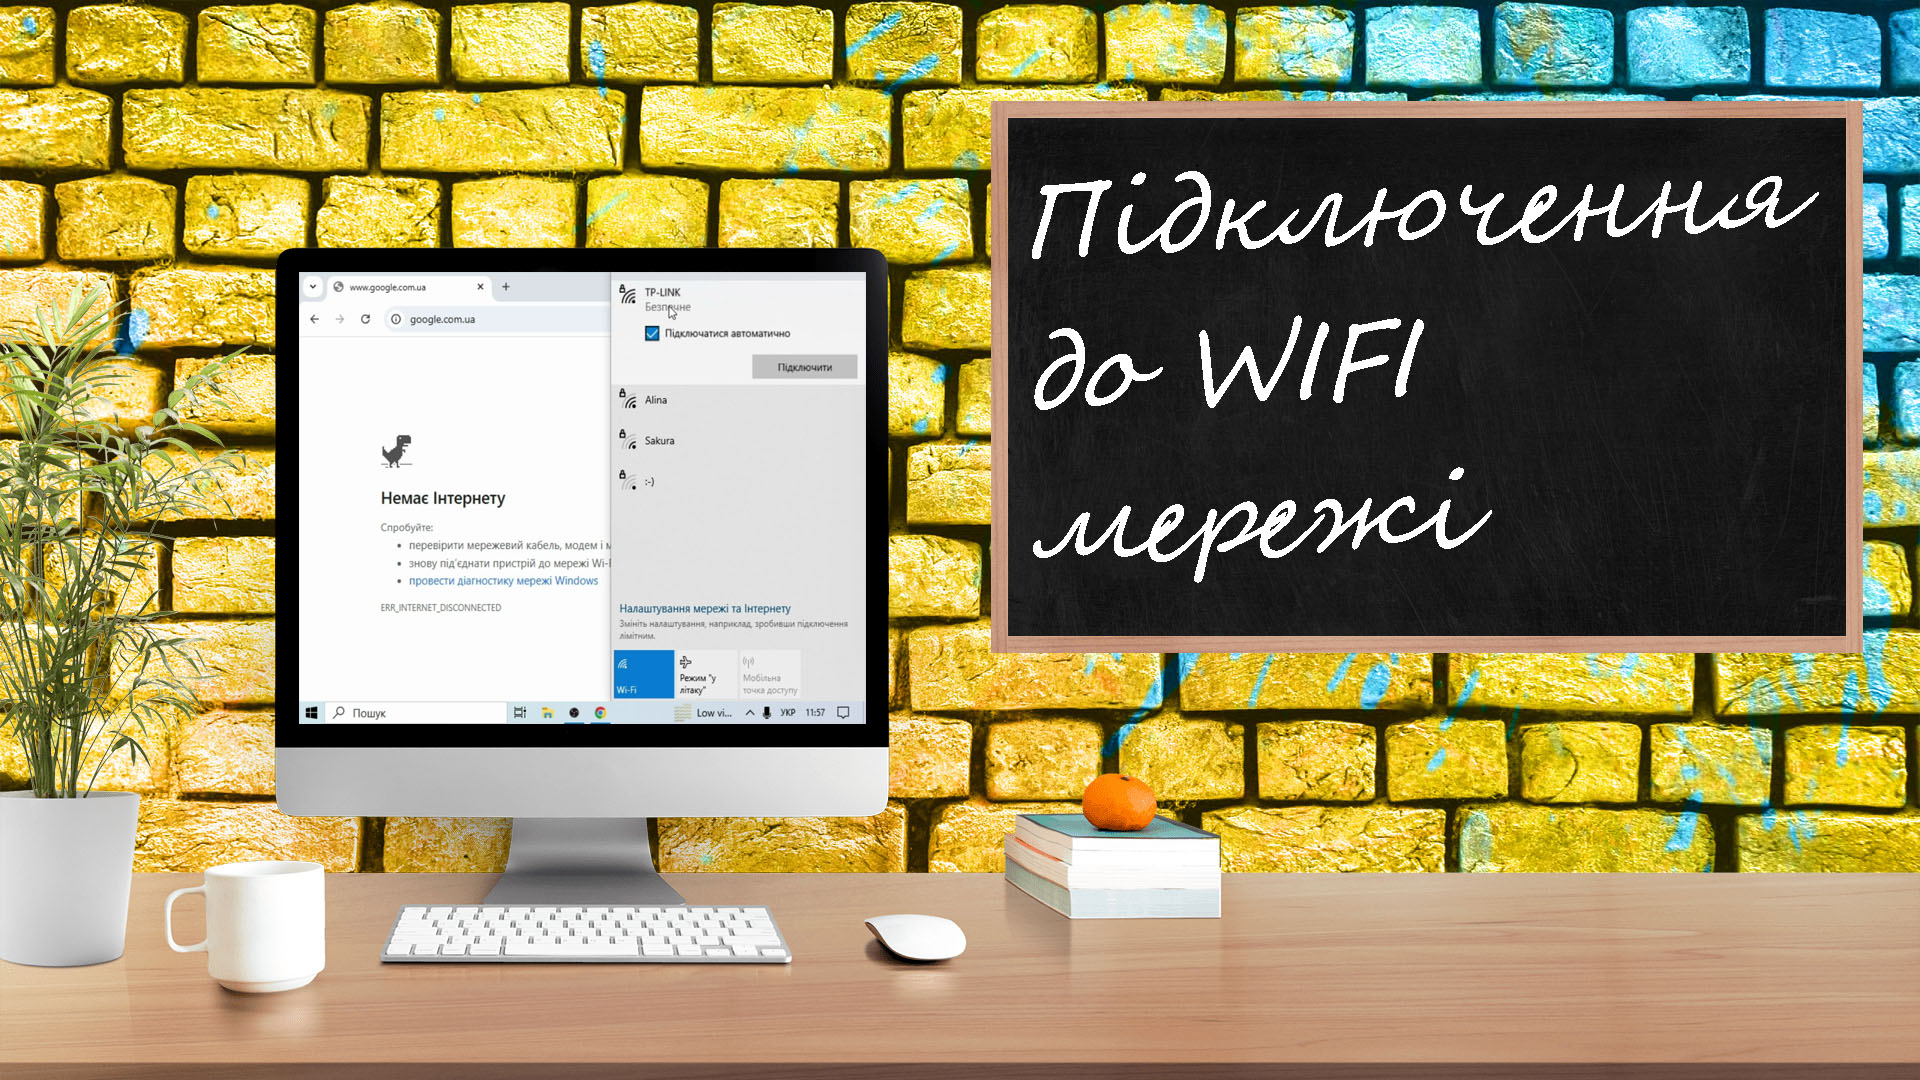 www.google.com.ua
google.com.ua
Немає Інтернету
Спробуйте:
перевірити мережевий кабель, модем і м
знову під'єднати пристрій до мережі Wi-F
провести діагностику мережі Windows
ERR_INTERNET_DISCONNECTED
TP-LINK
Безпечне
Підключатися автоматично
Підключити
Alina
Sakura
:-)
Налаштування мережі та Інтернету
Змініть налаштування, наприклад, зробивши підключення
лімітним.
Wi-Fi
Режим "у
літаку"
Мобільна
точка доступу
Пошук
Low vi...
УКР
11:57
Підключення
до WIFI
мережі